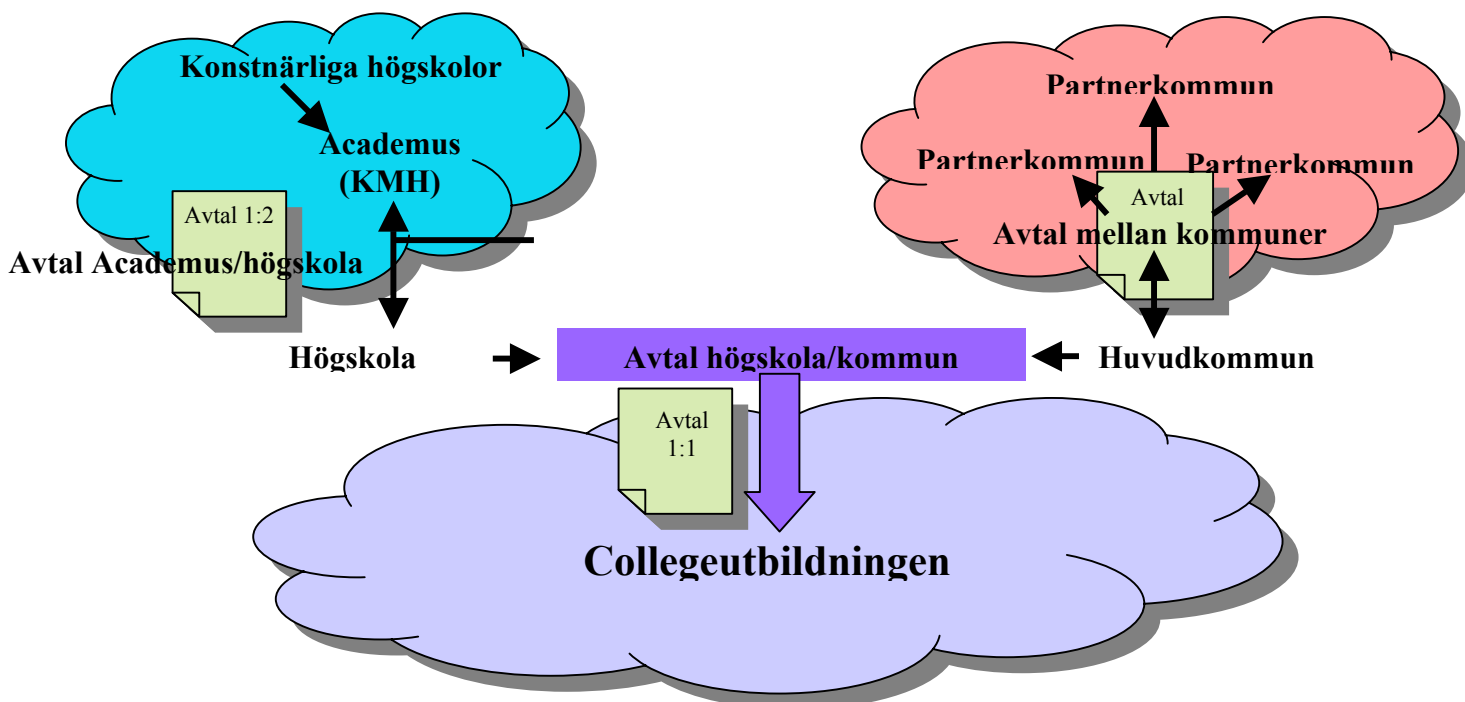 Konstnärliga högskolor
Academus
(KMH)
Avtal 1:2
Avtal Academus/högskola
Partnerkommun
Partnerkommun
Partnerkommun
Avtal
Avtal mellan kommuner
Högskola
Avtal högskola/kommun
Huvudkommun
Avtal
1:1
Collegeutbildningen